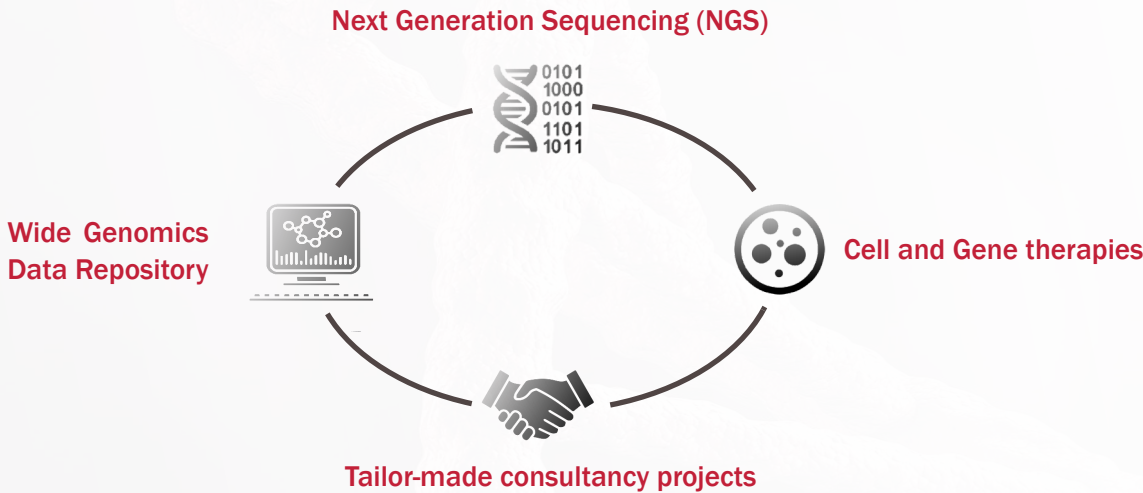 Next Generation Sequencing (NGS)
0101
1000
0101
1101
1011
Wide Genomics
Data Repository
Cell and Gene therapies
Tailor-made consultancy projects